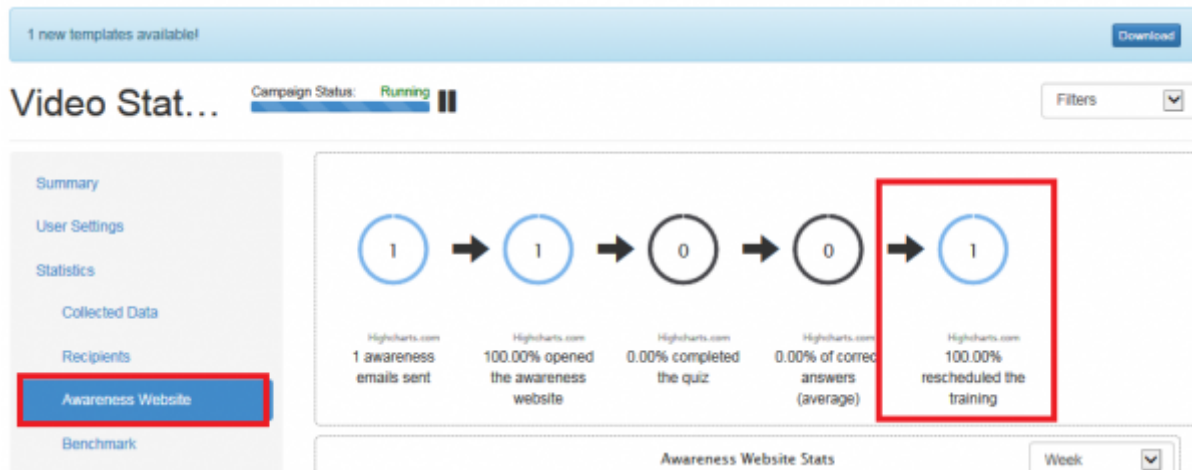 1 new templates available!
Download
Video Stat...
Campaign Status: Running
Filters
Summary
User Settings
Statistics
Collected Data
Recipients
Awareness Website
Benchmark
1
1
0
0
1
Highcharts.com
1 awareness
emails sent
Highcharts.com
100.00% opened
the awareness
website
Highcharts.com
0.00% completed
the quiz
Highcharts.com
0.00% of correc
answers
(average)
Highcharts.com
100.00%
rescheduled the
training
Awareness Website Stats
Week